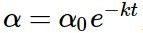 α = α₀e⁻ᵏᵗ